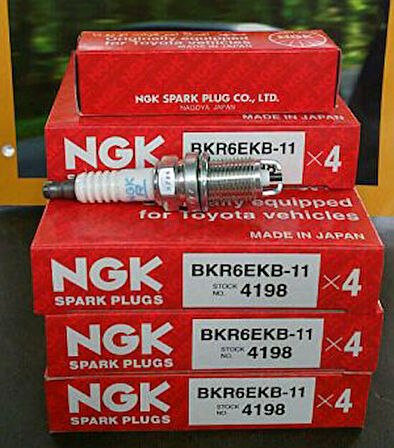 Originally equipped
for Toyota vehicles
NGK SPARK PLUG CO., LTD.
NAGOYA JAPAN
MADE IN JAPAN
NGK
BKR6EKB-11
×4
NGK
R
equipped
for Toyota vehicles
MADE IN JAPAN
NGK
SPARK PLUGS
BKR6EKB-11
STOCK NO. 4198
×4
NGK
SPARK PLUGS
BKR6EKB-11
STOCK NO. 4198
×4
NGK
SPARK PLUGS
BKR6EKB-11
STOCK NO. 4198
×4